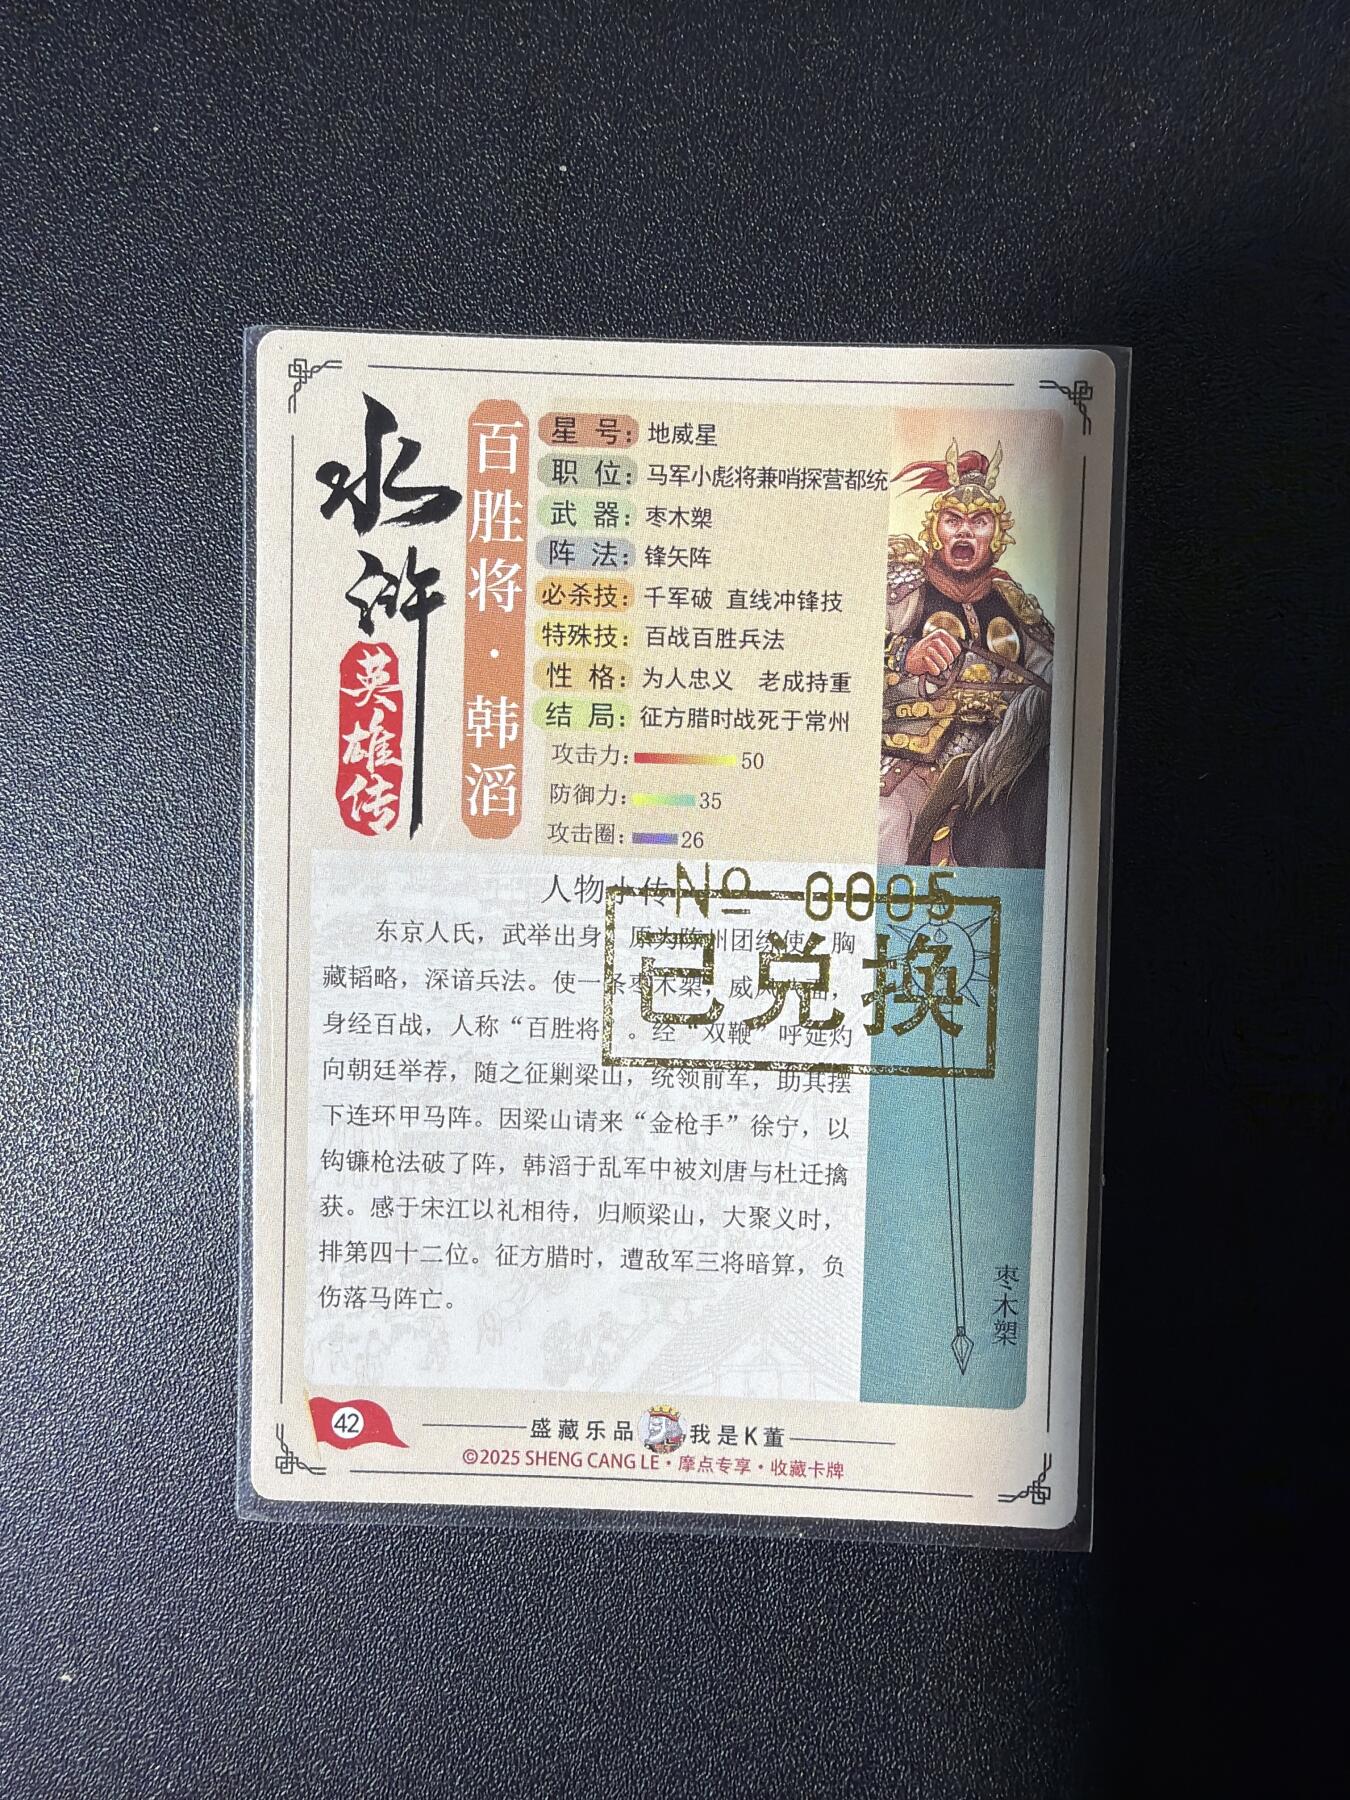 水浒
英雄传
百胜将·韩滔
星号：地威星
职位：马军小彪将兼哨探营都统
武器：枣木槊
阵法：锋矢阵
必杀技：千军破 直线冲锋技
特殊技：百战百胜兵法
性格：为人忠义 老成持重
结局：征方腊时战死于常州
攻击力：50
防御力：35
攻击圈：26
人物小传
No 0005
已兑换
东京人氏，武举出身 原为陈州团练使 胸
藏韬略，深谙兵法。使一条枣木槊，威风
身经百战，人称“百胜将 。经“双鞭”呼延灼
向朝廷举荐，随之征剿梁山，统领前军，助其摆
下连环甲马阵。因梁山请来“金枪手”徐宁，以
钩镰枪法破了阵，韩滔于乱军中被刘唐与杜迁擒
获。感于宋江以礼相待，归顺梁山，大聚义时，
排第四十二位。征方腊时，遭敌军三将暗算，负
伤落马阵亡。
枣木槊
42
盛藏乐品 我是K董
©2025 SHENG CANG LE·摩点专享·收藏卡牌